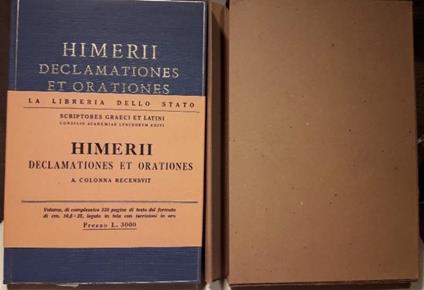 HIMERII
DECLAMATIONES
ET ORATIONES
LA LIBRERIA DELLO STATO
SCRIPTORES GRAECI ET LATINI
CONSILIO ACADEMIAE LYNCEORVM EDITI
HIMERII
DECLAMATIONES ET ORATIONES
A. COLONNA RECENSVIT
Volume, di complessive 330 pagine di testo del formato
di cm. 16,5 × 25, legato in tela con iscrizioni in oro
Prezzo L. 3000